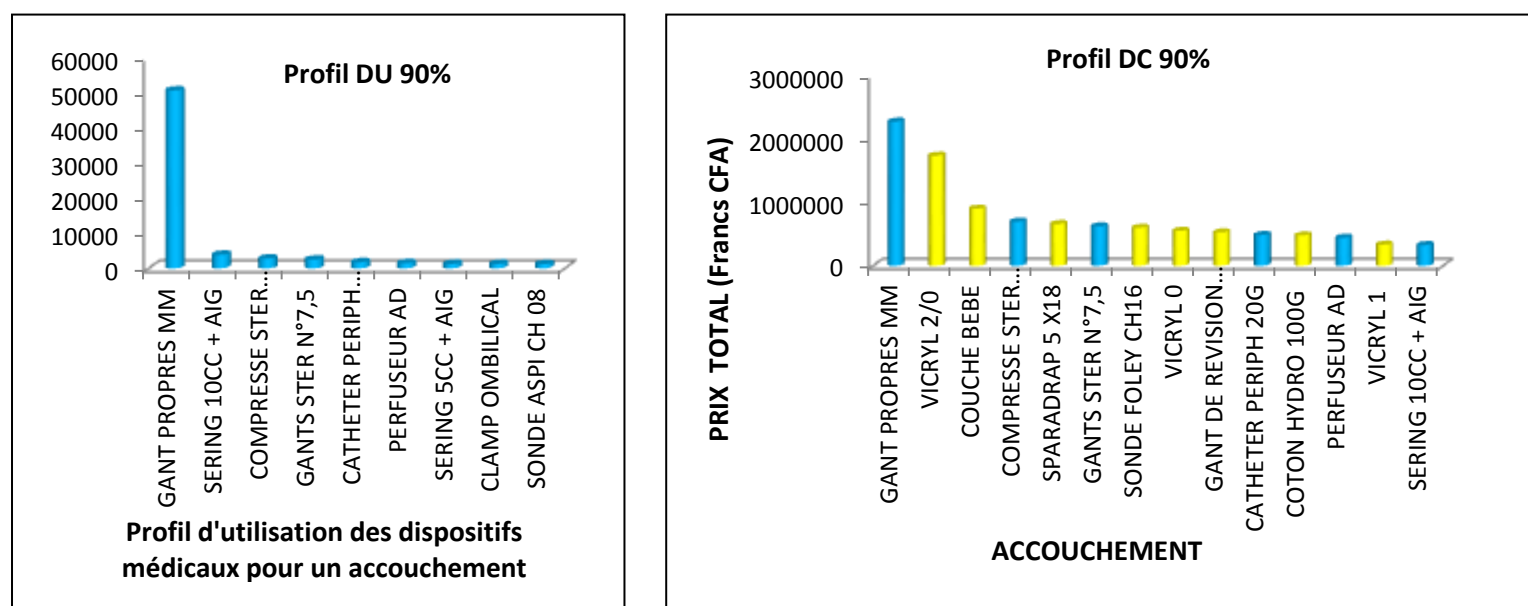 Profil DU 90%
60000
50000
40000
30000
20000
10000
0
GANT PROPRES MM
SERING 10CC + AIG
COMPRESSE STER…
GANTS STER N°7,5
CATHETER PERIPH…
PERFUSEUR AD
SERING 5CC + AIG
CLAMP OMBILICAL
SONDE ASPI CH 08
Profil d'utilisation des dispositifs
médicaux pour un accouchement
Profil DC 90%
PRIX TOTAL (Francs CFA)
3000000
2000000
1000000
0
GANT PROPRES MM
VICRYL 2/0
COUCHE BEBE
COMPRESSE STER…
SPARADRAP 5 X18
GANTS STER N°7,5
SONDE FOLEY CH16
VICRYL 0
GANT DE REVISION…
CATHETER PERIPH 20G
COTON HYDRO 100G
PERFUSEUR AD
VICRYL 1
SERING 10CC + AIG
ACCOUCHEMENT